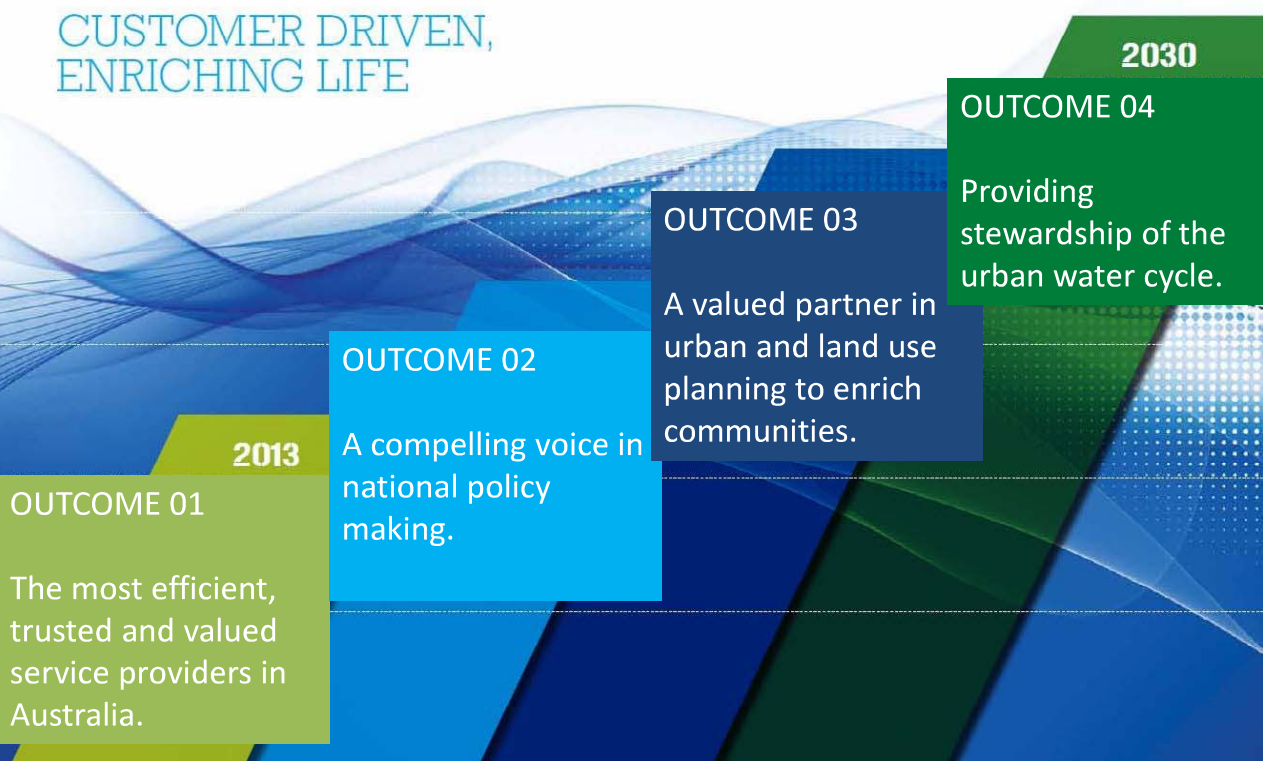 CUSTOMER DRIVEN,
ENRICHING LIFE
2013
OUTCOME 01
The most efficient,
trusted and valued
service providers in
Australia.
OUTCOME 02
A compelling voice in
national policy
making.
OUTCOME 03
A valued partner in
urban and land use
planning to enrich
communities.
2030
OUTCOME 04
Providing
stewardship of the
urban water cycle.